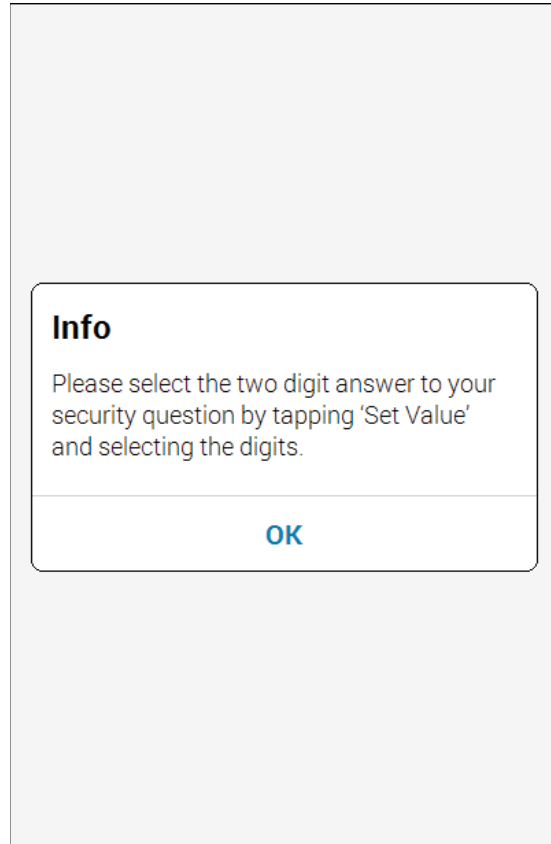 Info
Please select the two digit answer to your
security question by tapping ‘Set Value’
and selecting the digits.
OK